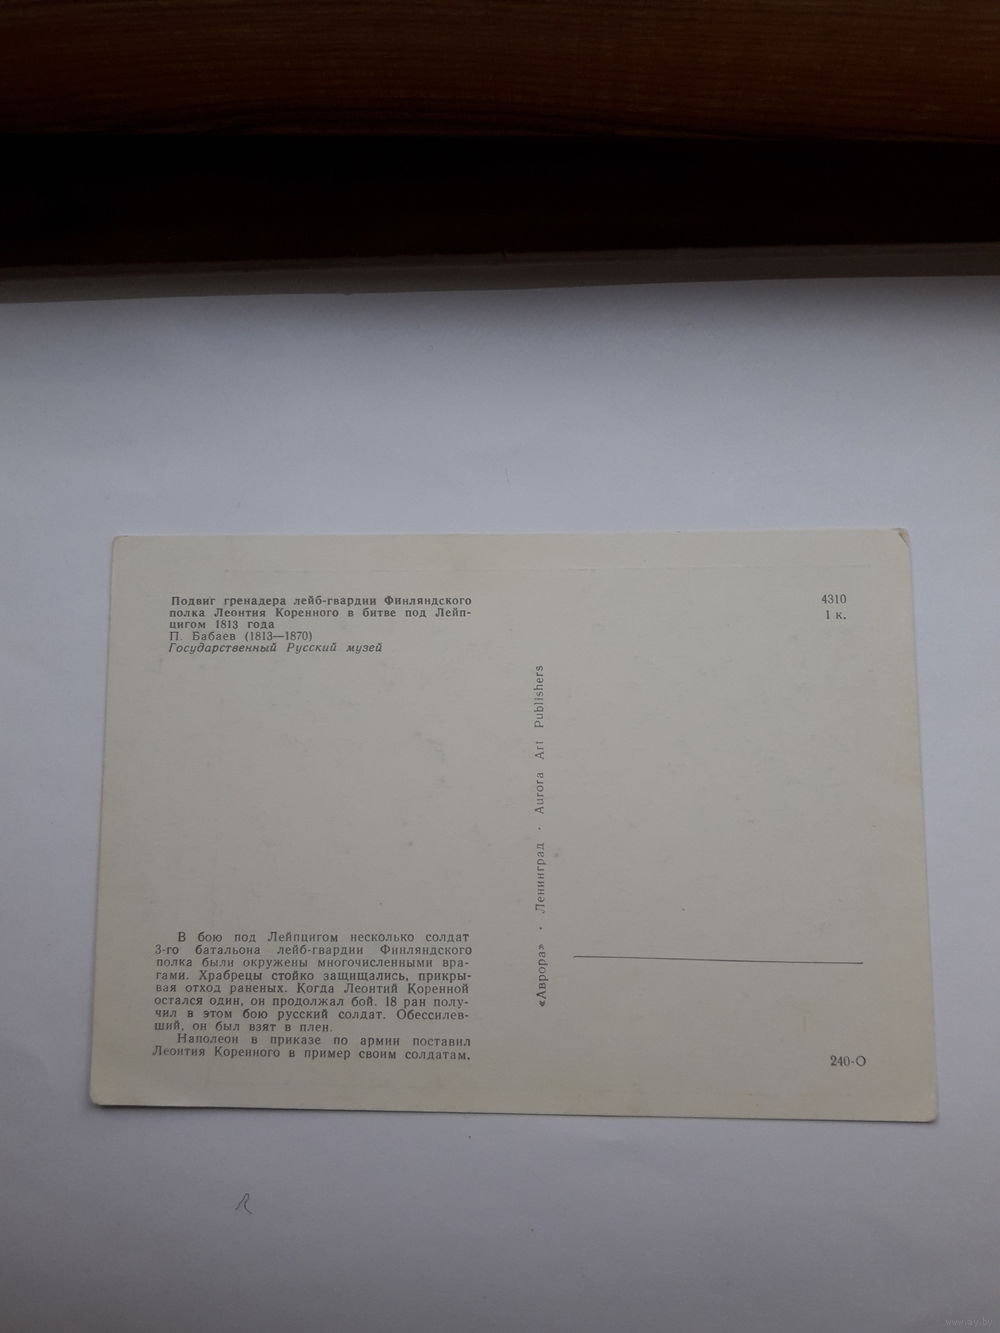 Подвиг гренадера лейб-гвардии Финляндского
полка Леонтия Коренного в битве под Лейп-
цигом 1813 года
П. Бабаев (1813—1870)
Государственный Русский музей
4310
1 к.
«Аврора» · Ленинград · Aurora Art Publishers
В бою под Лейпцигом несколько солдат
3-го батальона лейб-гвардии Финляндского
полка были окружены многочисленными вра-
гами. Храбрецы стойко защищались, прикры-
вая отход раненых. Когда Леонтий Коренной
остался один, он продолжал бой. 18 ран полу-
чил в этом бою русский солдат. Обессилев-
ший, он был взят в плен.
Наполеон в приказе по армии поставил
Леонтия Коренного в пример своим солдатам.
240-О
www.ay.by